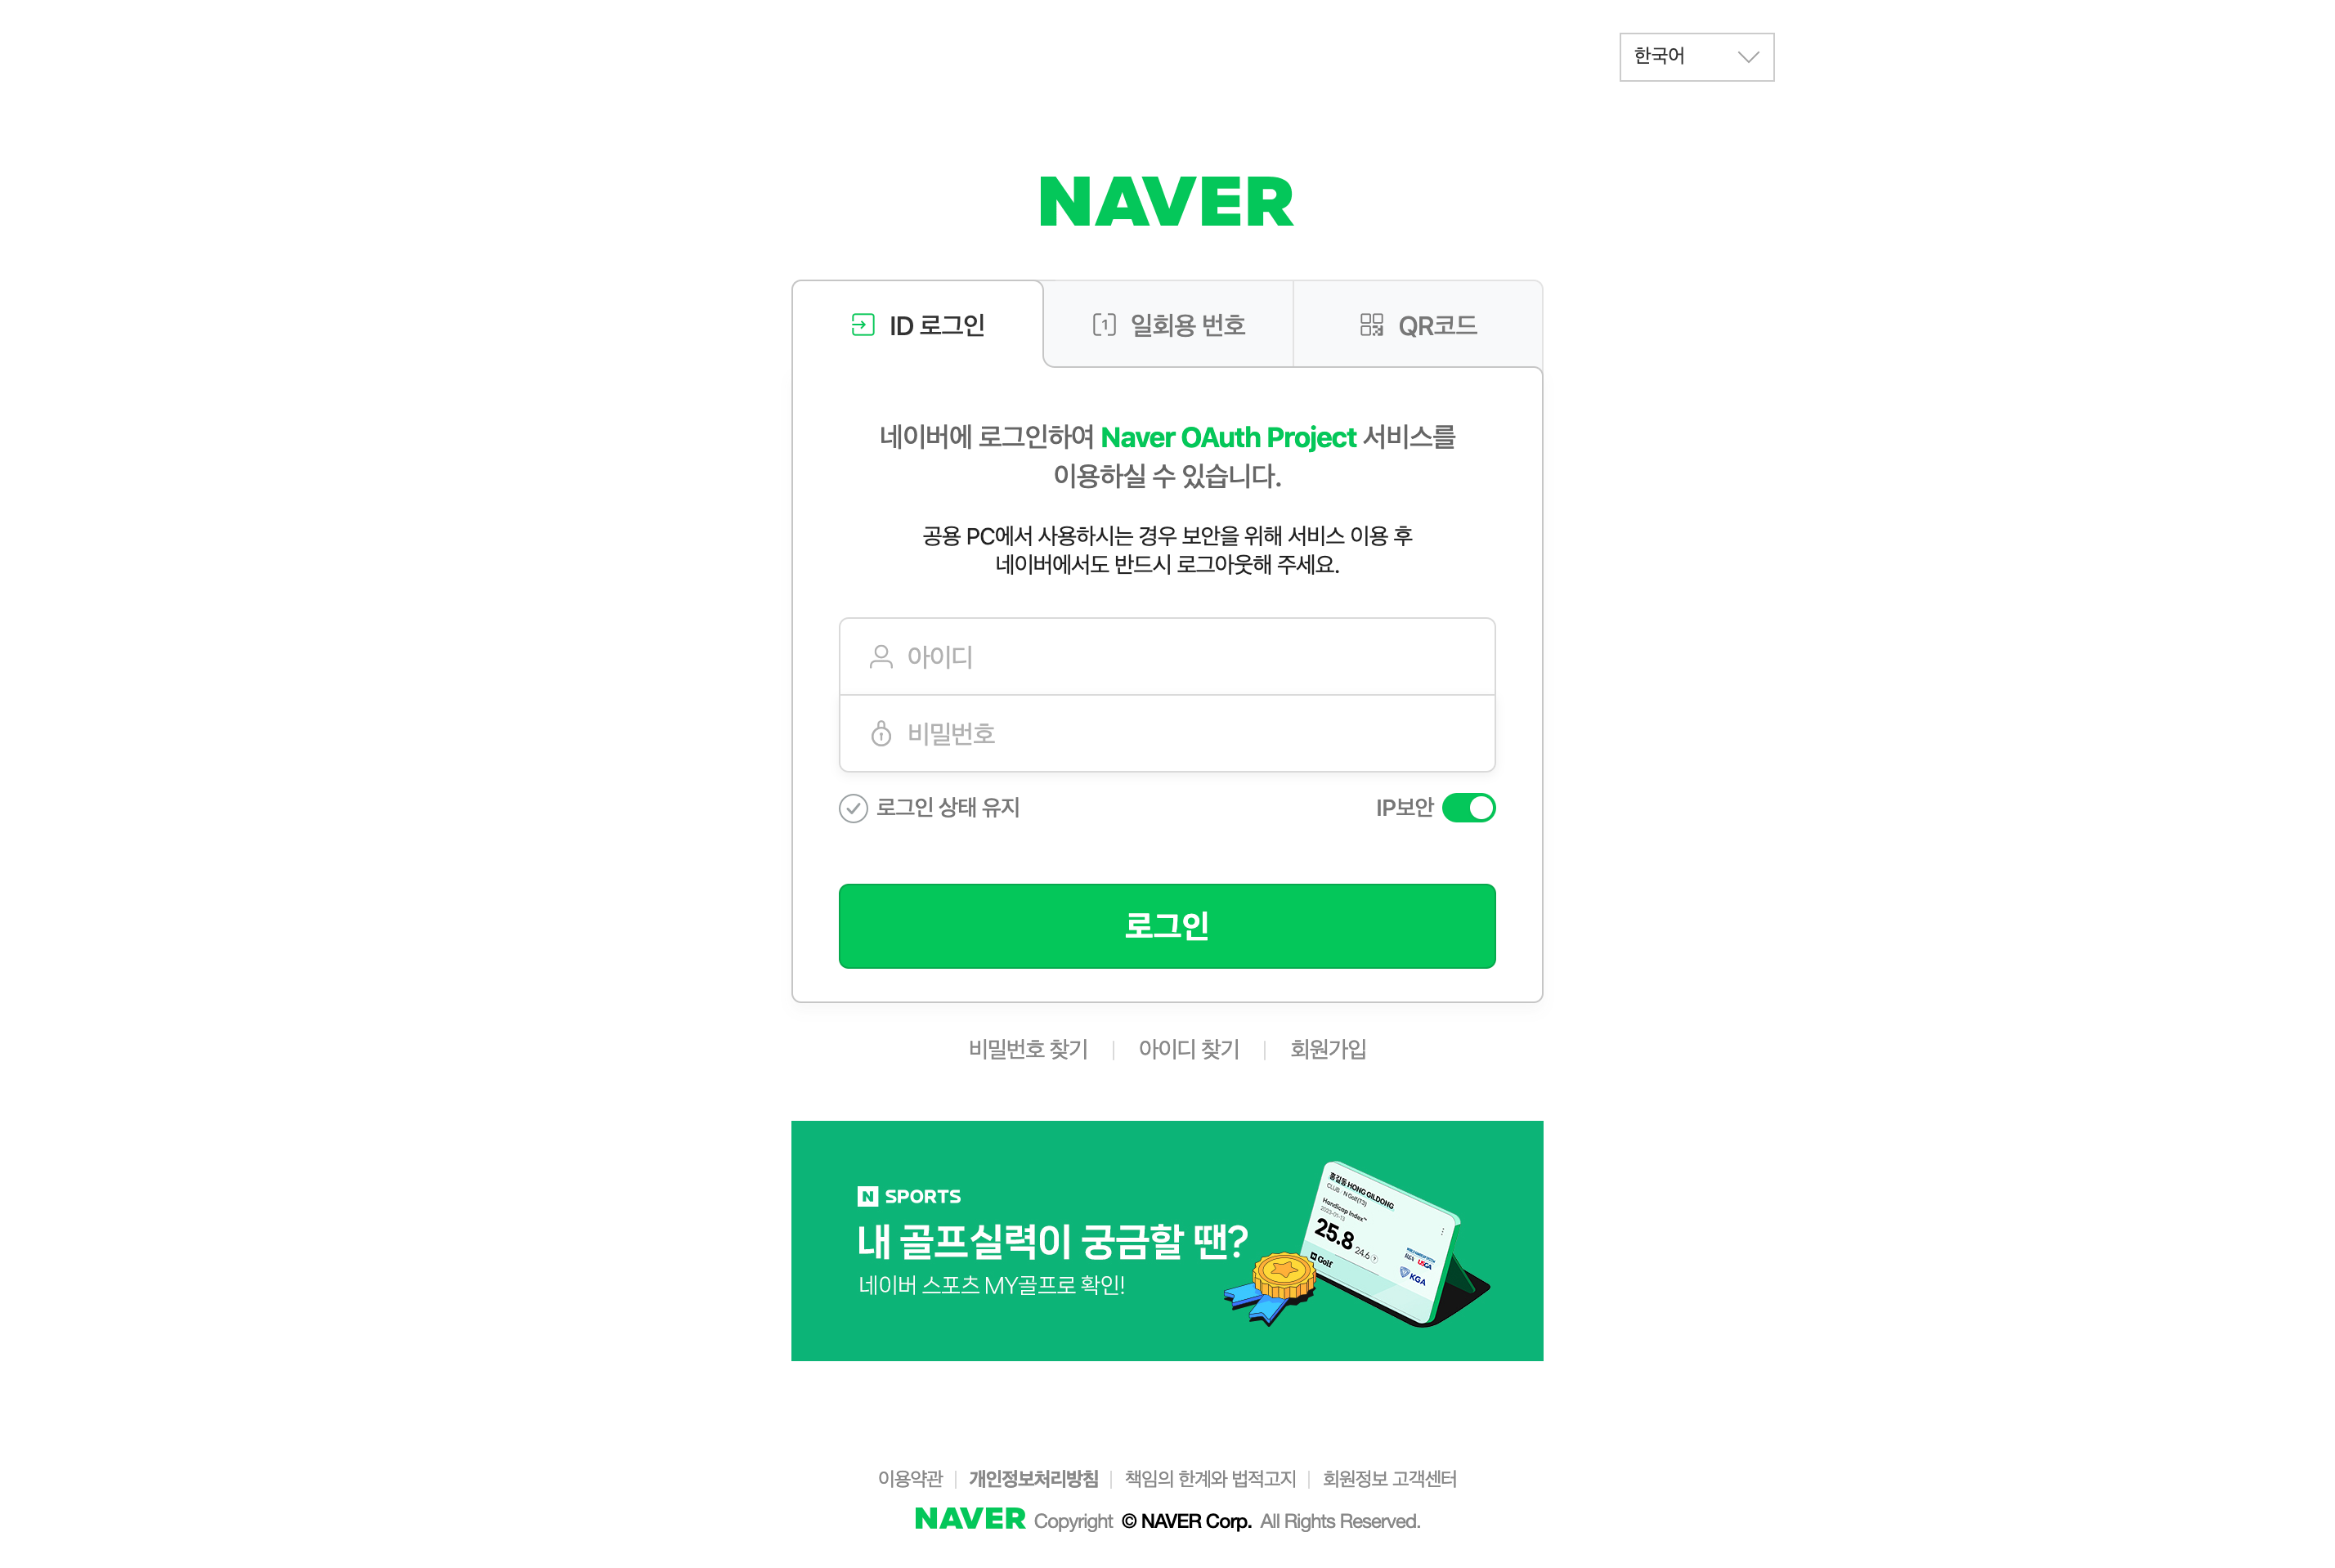 한국어
NAVER
ID 로그인
1 일회용 번호
QR코드
네이버에 로그인하여 Naver OAuth Project 서비스를
이용하실 수 있습니다.
공용 PC에서 사용하시는 경우 보안을 위해 서비스 이용 후
네이버에서도 반드시 로그아웃해 주세요.
아이디
비밀번호
로그인 상태 유지
IP보안
로그인
비밀번호 찾기
아이디 찾기
회원가입
N SPORTS
내 골프실력이 궁금할 땐?
네이버 스포츠 MY골프로 확인!
홍길동 HONG GILDONG
CLUB · N Golf(T3)
Handicap Index™
25.8 24.6
N Golf
USGA
KGA
이용약관
개인정보처리방침
책임의 한계와 법적고지
회원정보 고객센터
NAVER Copyright © NAVER Corp. All Rights Reserved.